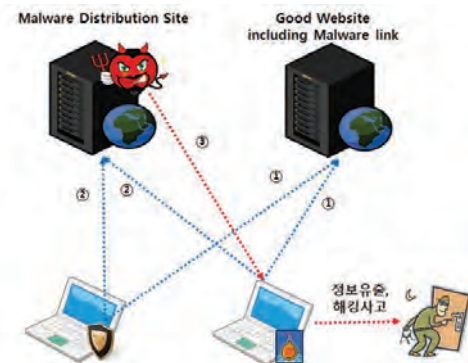 Malware Distribution Site
Good Website
including Malware link
③
①
②
②
①
정보유출,
해킹사고